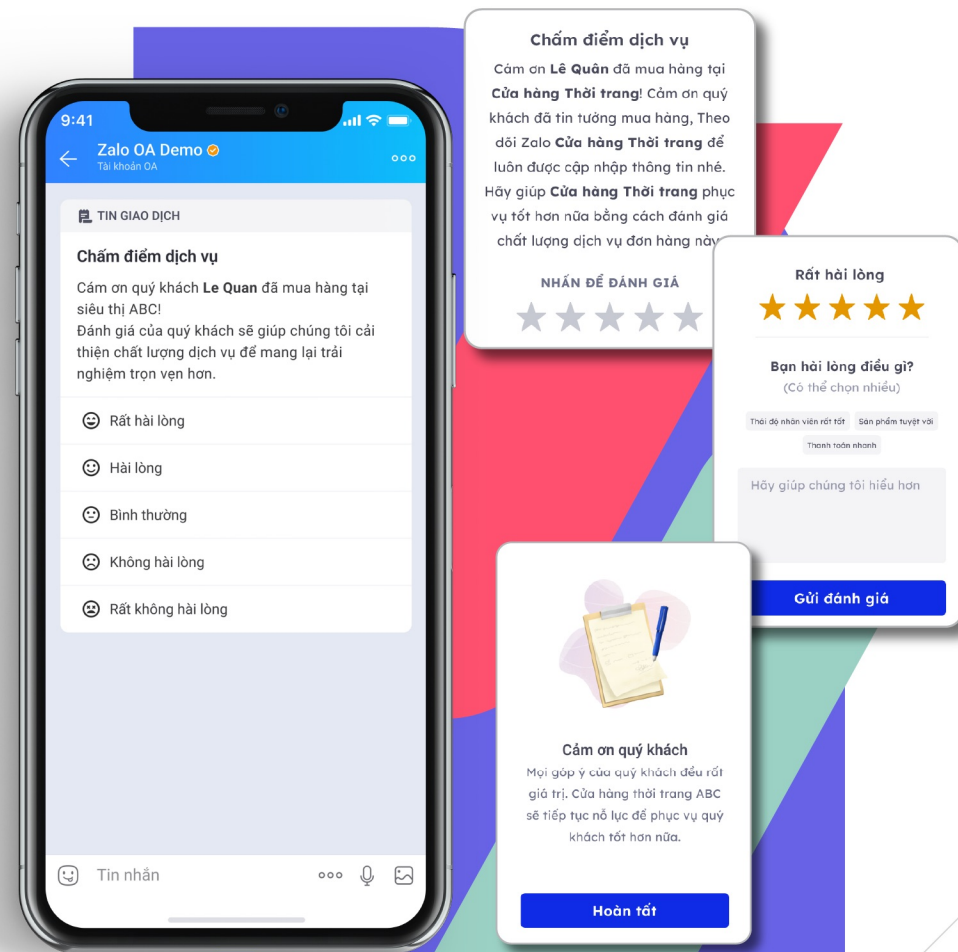 9:41
Zalo OA Demo
Tài khoản OA
TIN GIAO DỊCH
Chấm điểm dịch vụ
Cám ơn quý khách Le Quan đã mua hàng tại
siêu thị ABC!
Đánh giá của quý khách sẽ giúp chúng tôi cải
thiện chất lượng dịch vụ để mang lại trải
nghiệm trọn vẹn hơn.
Rất hài lòng
Hài lòng
Bình thường
Không hài lòng
Rất không hài lòng
Tin nhắn
Chấm điểm dịch vụ
Cám ơn Lê Quân đã mua hàng tại
Cửa hàng Thời trang! Cảm ơn quý
khách đã tin tưởng mua hàng, Theo
dõi Zalo Cửa hàng Thời trang để
luôn được cập nhập thông tin nhé.
Hãy giúp Cửa hàng Thời trang phục
vụ tốt hơn nữa bằng cách đánh giá
chất lượng dịch vụ đơn hàng này
NHẤN ĐỂ ĐÁNH GIÁ
Rất hài lòng
Bạn hài lòng điều gì?
(Có thể chọn nhiều)
Thái độ nhân viên rất tốt Sản phẩm tuyệt vời
Thanh toán nhanh
Hãy giúp chúng tôi hiểu hơn
Gửi đánh giá
Cảm ơn quý khách
Mọi góp ý của quý khách đều rất
giá trị. Cửa hàng thời trang ABC
sẽ tiếp tục nỗ lực để phục vụ quý
khách tốt hơn nữa.
Hoàn tất